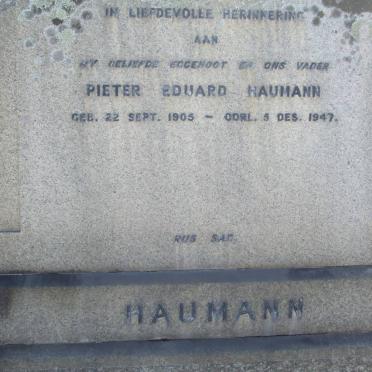 IN LIEFDEVOLLE HERINNERING
AAN
MY GELIEFDE EGGENOOT EN ONS VADER
PIETER EDUARD HAUMANN
GEB. 22 SEPT. 1905 — OORL. 5 DES. 1947.
RUS SAG.
HAUMANN